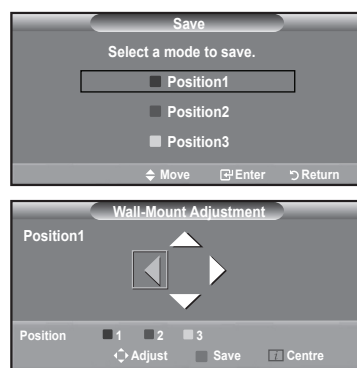 Save
Select a mode to save.
Position1
Position2
Position3
Move Enter Return
Wall-Mount Adjustment
Position1
Position 1 2 3
Adjust Save Centre